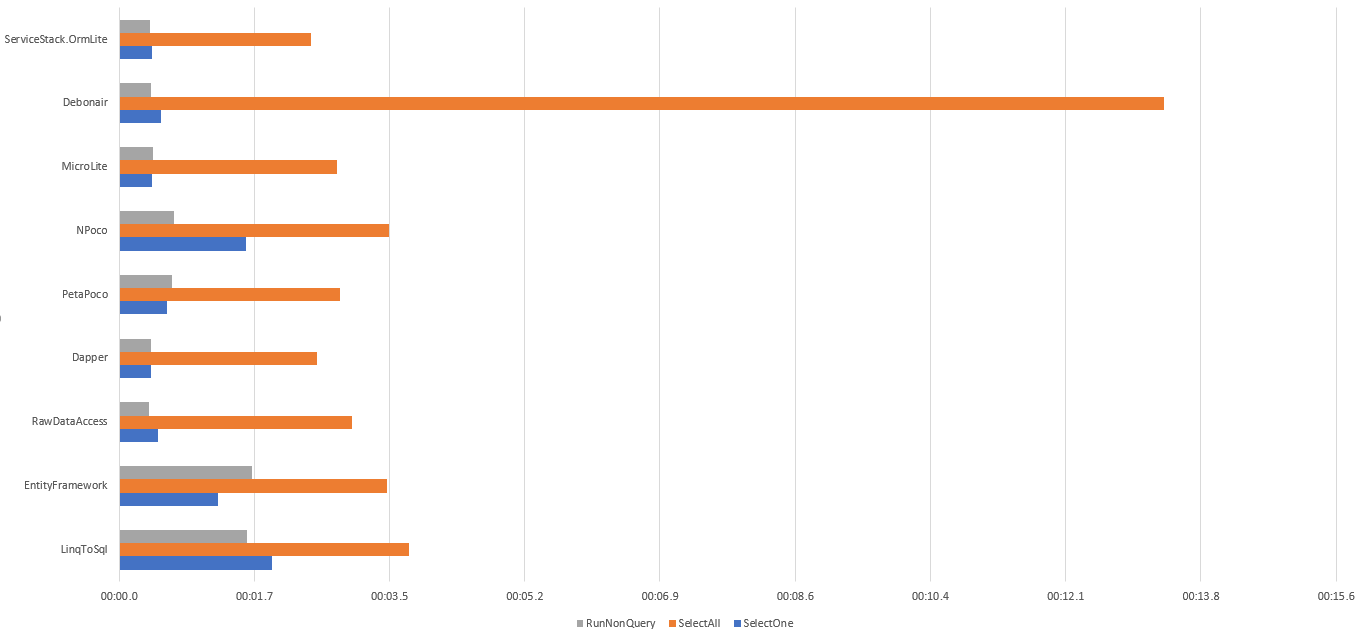 ServiceStack.OrmLite
Debonair
MicroLite
NPoco
PetaPoco
Dapper
RawDataAccess
EntityFramework
LinqToSql
00:00.0 00:01.7 00:03.5 00:05.2 00:06.9 00:08.6 00:10.4 00:12.1 00:13.8 00:15.6
RunNonQuery SelectAll SelectOne